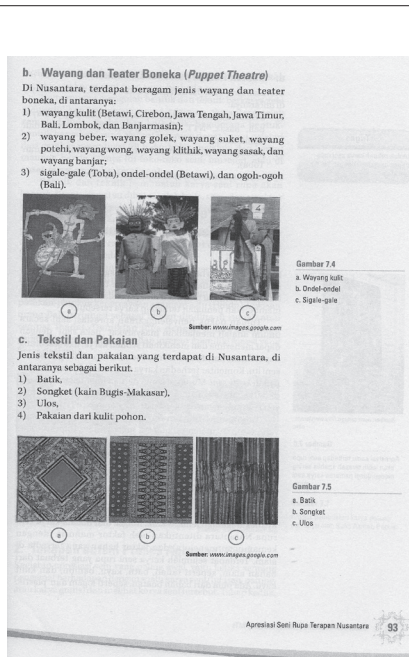 b. Wayang dan Teater Boneka (Puppet Theatre)
Di Nusantara, terdapat beragam jenis wayang dan teater
boneka, di antaranya:
1) wayang kulit (Betawi, Cirebon, Jawa Tengah, Jawa Timur,
Bali, Lombok, dan Banjarmasin);
2) wayang beber, wayang golek, wayang suket, wayang
potehi, wayang wong, wayang klithik, wayang sasak, dan
wayang banjar;
3) sigale-gale (Toba), ondel-ondel (Betawi), dan ogoh-ogoh
(Bali).
4
a
b
c
Gambar 7.4
a. Wayang kulit
b. Ondel-ondel
c. Sigale-gale
Sumber: www.images.google.com
c. Tekstil dan Pakaian
Jenis tekstil dan pakaian yang terdapat di Nusantara, di
antaranya sebagai berikut.
1) Batik,
2) Songket (kain Bugis-Makasar),
3) Ulos,
4) Pakaian dari kulit pohon.
a
b
c
Gambar 7.5
a. Batik
b. Songket
c. Ulos
Sumber: www.images.google.com
Apresiasi Seni Rupa Terapan Nusantara 93